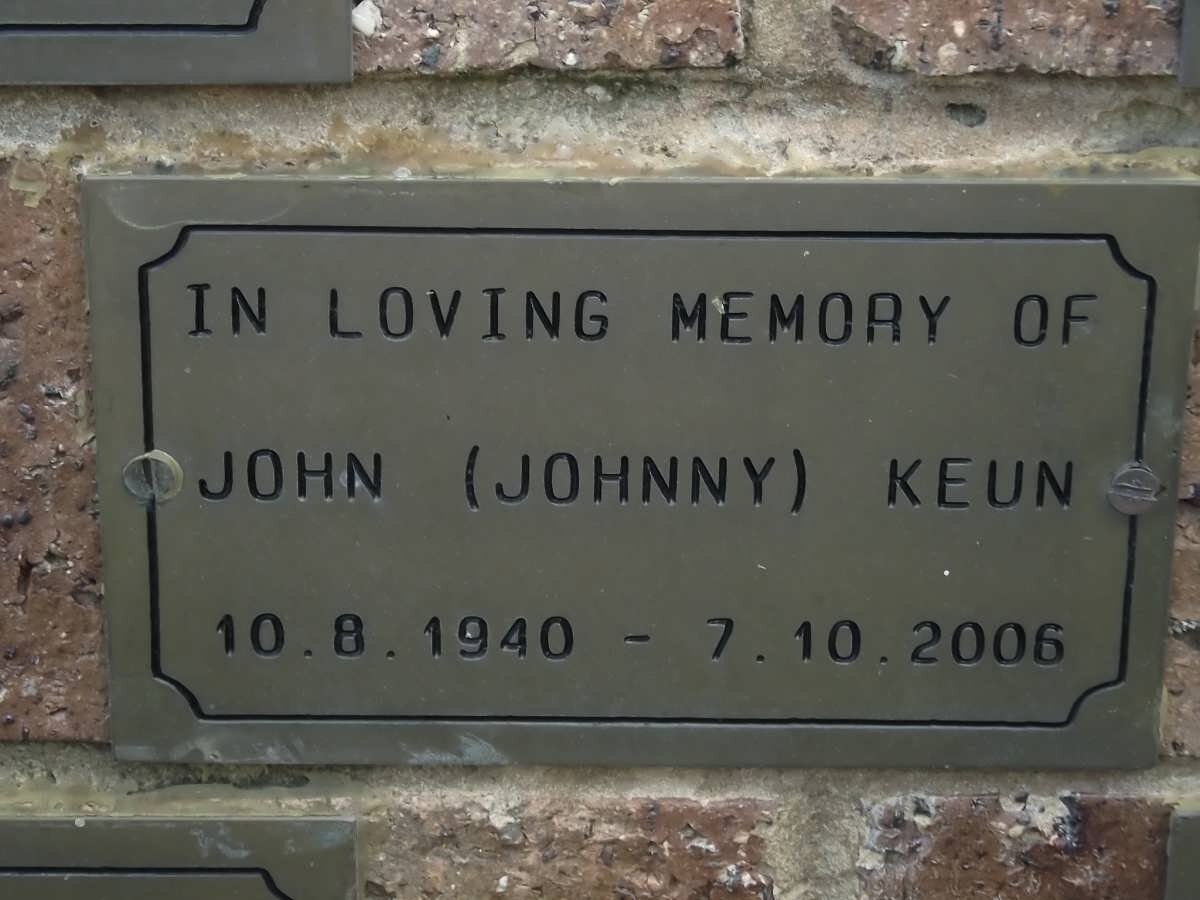 IN LOVING MEMORY OF
JOHN (JOHNNY) KEUN
10.8.1940 - 7.10.2006